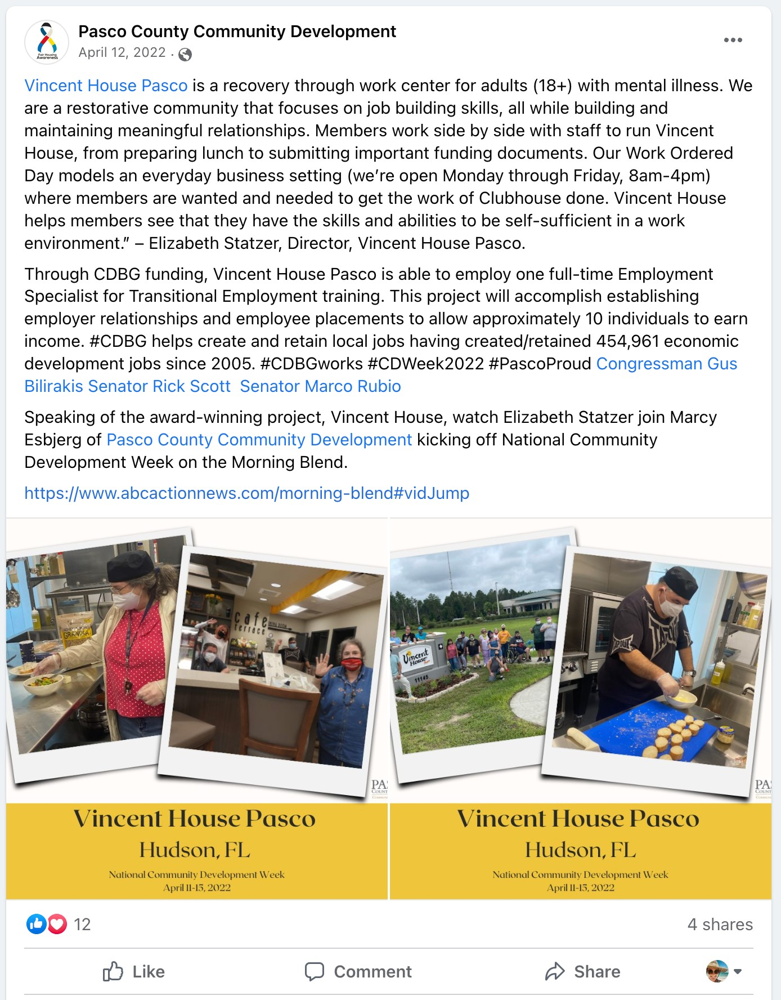 Pasco County Community Development
April 12, 2022 ·
Fair Housing
Awareness
Vincent House Pasco is a recovery through work center for adults (18+) with mental illness. We
are a restorative community that focuses on job building skills, all while building and
maintaining meaningful relationships. Members work side by side with staff to run Vincent
House, from preparing lunch to submitting important funding documents. Our Work Ordered
Day models an everyday business setting (we’re open Monday through Friday, 8am-4pm)
where members are wanted and needed to get the work of Clubhouse done. Vincent House
helps members see that they have the skills and abilities to be self-sufficient in a work
environment.” – Elizabeth Statzer, Director, Vincent House Pasco.
Through CDBG funding, Vincent House Pasco is able to employ one full-time Employment
Specialist for Transitional Employment training. This project will accomplish establishing
employer relationships and employee placements to allow approximately 10 individuals to earn
income. #CDBG helps create and retain local jobs having created/retained 454,961 economic
development jobs since 2005. #CDBGworks #CDWeek2022 #PascoProud Congressman Gus
Bilirakis Senator Rick Scott  Senator Marco Rubio
Speaking of the award-winning project, Vincent House, watch Elizabeth Statzer join Marcy
Esbjerg of Pasco County Community Development kicking off National Community
Development Week on the Morning Blend.
https://www.abcactionnews.com/morning-blend#vidJump
GRANOLA
cafe
terrace
Vincent
House
11145
TAPOUT
PA
COUNT
Vincent House Pasco
Hudson, FL
National Community Development Week
April 11-15, 2022
PA
COUNT
Vincent House Pasco
Hudson, FL
National Community Development Week
April 11-15, 2022
12
4 shares
Like
Comment
Share